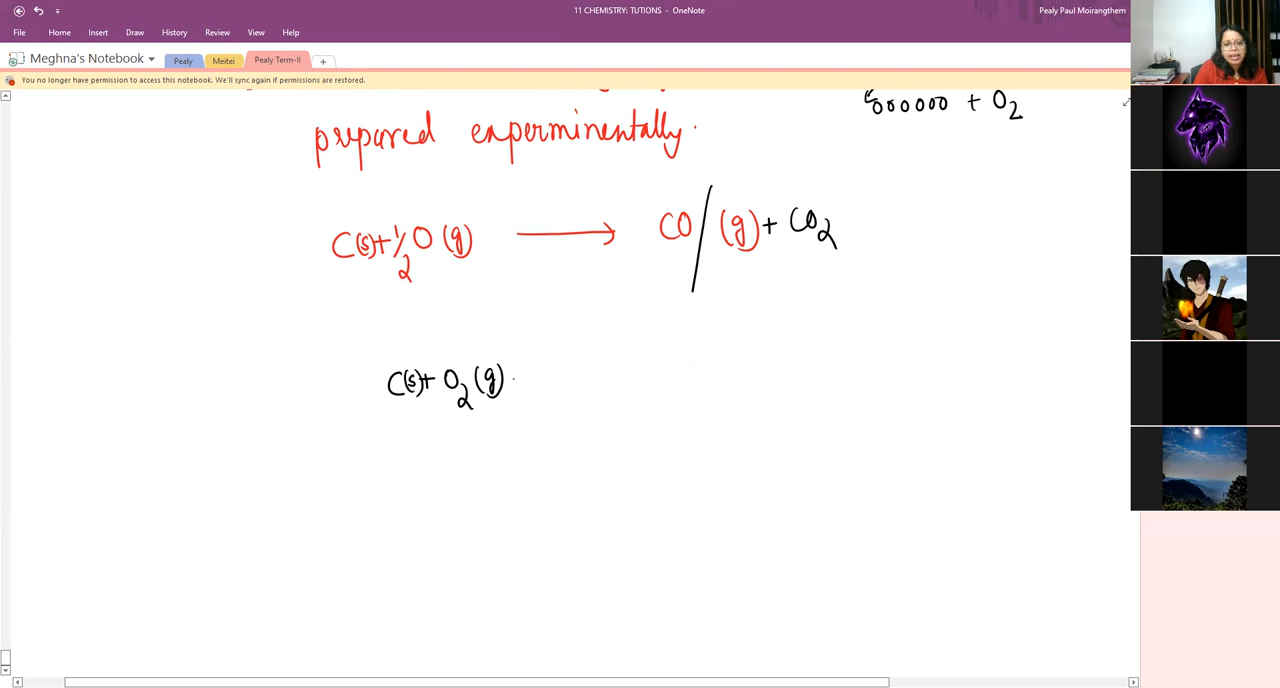 11 CHEMISTRY: TUTIONS - OneNote
Pealy Paul Moirangthem
File Home Insert Draw History Review View Help
Meghna's Notebook
Pealy
Meitei
Pealy Term-II
You no longer have permission to access this notebook. We'll sync again if permissions are restored.
+ O2
prepared experminentally.
C(s)+ 1/2 O (g) → CO/(g) + CO2
C(s)+ O2 (g)